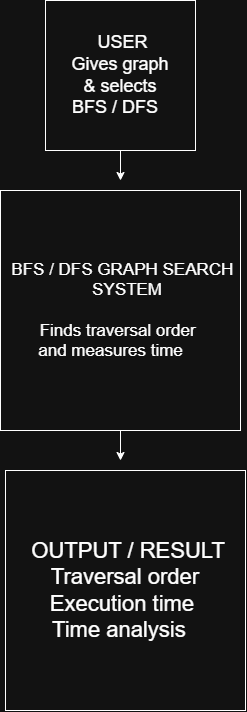 USER
Gives graph
& selects
BFS / DFS
BFS / DFS GRAPH SEARCH
SYSTEM
Finds traversal order
and measures time
OUTPUT / RESULT
Traversal order
Execution time
Time analysis